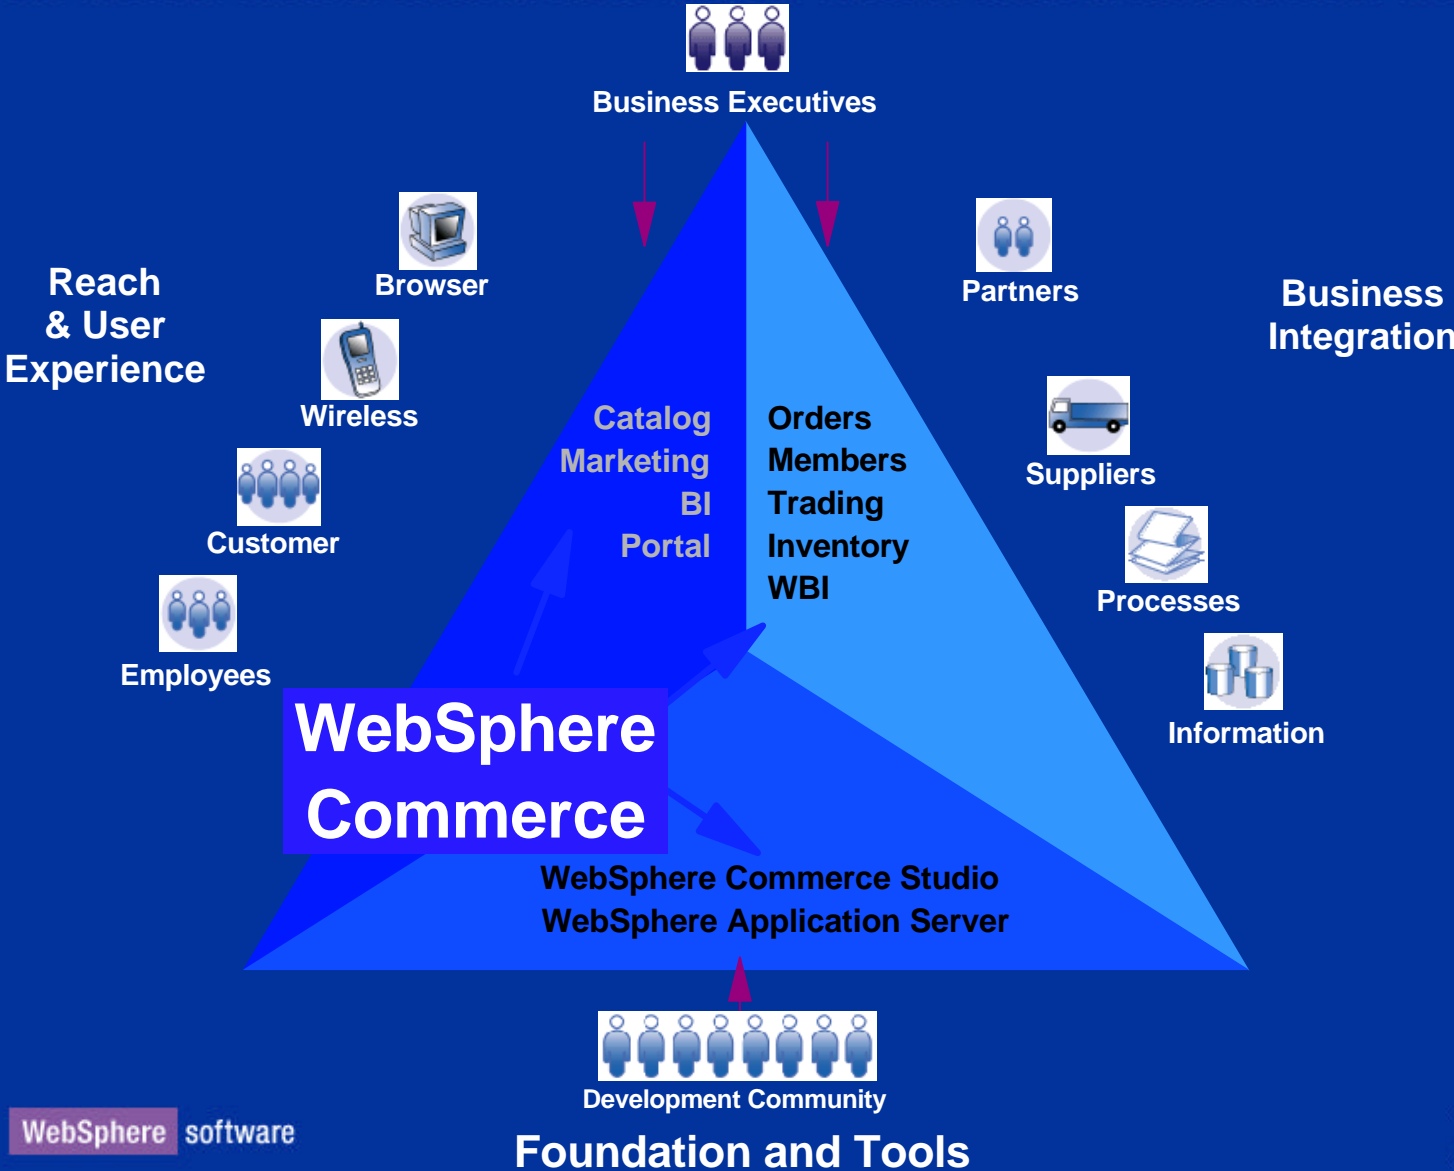 Business Executives
Reach
& User
Experience
Browser
Wireless
Customer
Employees
Catalog
Marketing
BI
Portal
Orders
Members
Trading
Inventory
WBI
Partners
Suppliers
Processes
Information
Business
Integration
WebSphere
Commerce
WebSphere Commerce Studio
WebSphere Application Server
Development Community
Foundation and Tools
WebSphere software